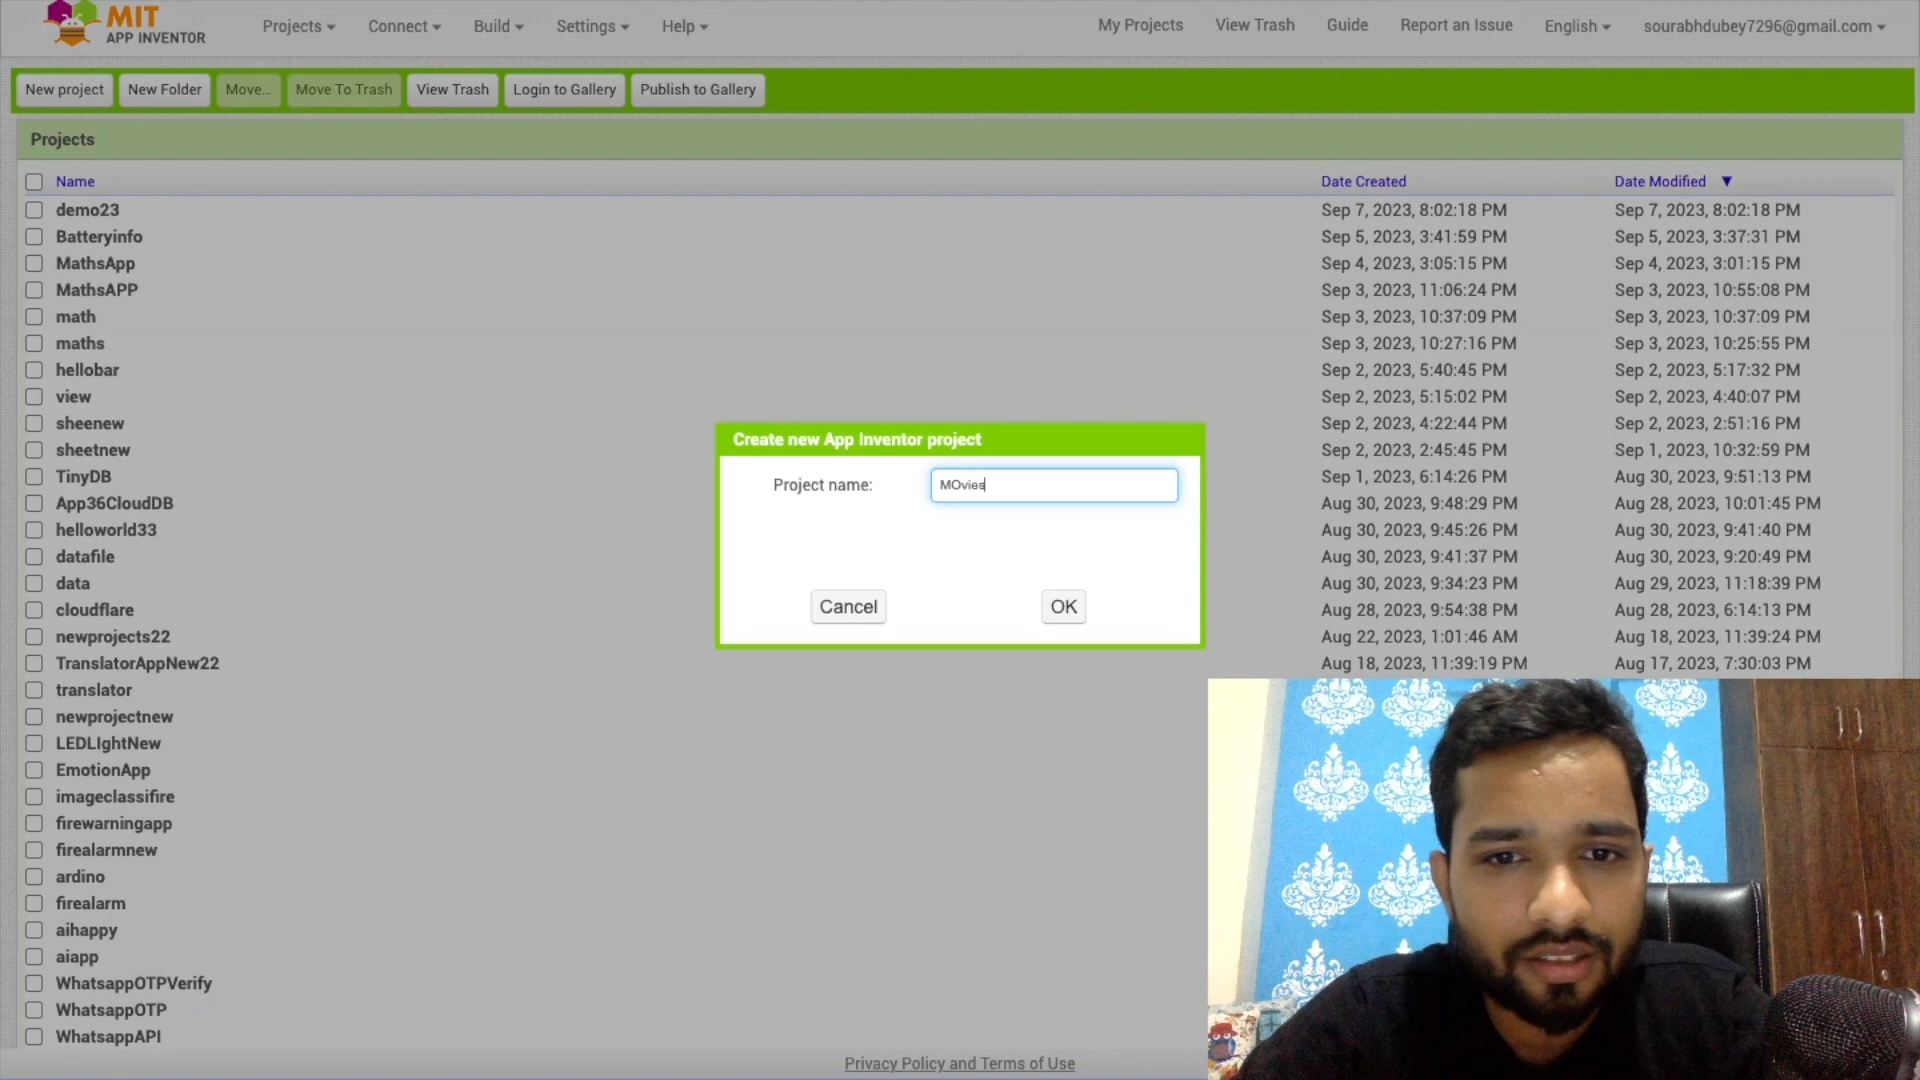 MIT
APP INVENTOR
Projects Connect Build Settings Help My Projects View Trash Guide Report an Issue English sourabhdubey7296@gmail.com
New project New Folder Move... Move To Trash View Trash Login to Gallery Publish to Gallery
Projects
Name Date Created Date Modified ▼
demo23 Sep 7, 2023, 8:02:18 PM Sep 7, 2023, 8:02:18 PM
Batteryinfo Sep 5, 2023, 3:41:59 PM Sep 5, 2023, 3:37:31 PM
MathsApp Sep 4, 2023, 3:05:15 PM Sep 4, 2023, 3:01:15 PM
MathsAPP Sep 3, 2023, 11:06:24 PM Sep 3, 2023, 10:55:08 PM
math Sep 3, 2023, 10:37:09 PM Sep 3, 2023, 10:37:09 PM
maths Sep 3, 2023, 10:27:16 PM Sep 3, 2023, 10:25:55 PM
hellobar Sep 2, 2023, 5:40:45 PM Sep 2, 2023, 5:17:32 PM
view Sep 2, 2023, 5:15:02 PM Sep 2, 2023, 4:40:07 PM
sheenew Sep 2, 2023, 4:22:44 PM Sep 2, 2023, 2:51:16 PM
sheetnew Sep 2, 2023, 2:45:45 PM Sep 1, 2023, 10:32:59 PM
TinyDB Sep 1, 2023, 6:14:26 PM Aug 30, 2023, 9:51:13 PM
App36CloudDB Aug 30, 2023, 9:48:29 PM Aug 28, 2023, 10:01:45 PM
helloworld33 Aug 30, 2023, 9:45:26 PM Aug 30, 2023, 9:41:40 PM
datafile Aug 30, 2023, 9:41:37 PM Aug 30, 2023, 9:20:49 PM
data Aug 30, 2023, 9:34:23 PM Aug 29, 2023, 11:18:39 PM
cloudflare Aug 28, 2023, 9:54:38 PM Aug 28, 2023, 6:14:13 PM
newprojects22 Aug 22, 2023, 1:01:46 AM Aug 18, 2023, 11:39:24 PM
TranslatorAppNew22 Aug 18, 2023, 11:39:19 PM Aug 17, 2023, 7:30:03 PM
translator
newprojectnew
LEDLIghtNew
EmotionApp
imageclassifire
firewarningapp
firealarmnew
ardino
firealarm
aihappy
aiapp
WhatsappOTPVerify
WhatsappOTP
WhatsappAPI
Create new App Inventor project
Project name: MOvies
Cancel OK
Privacy Policy and Terms of Use